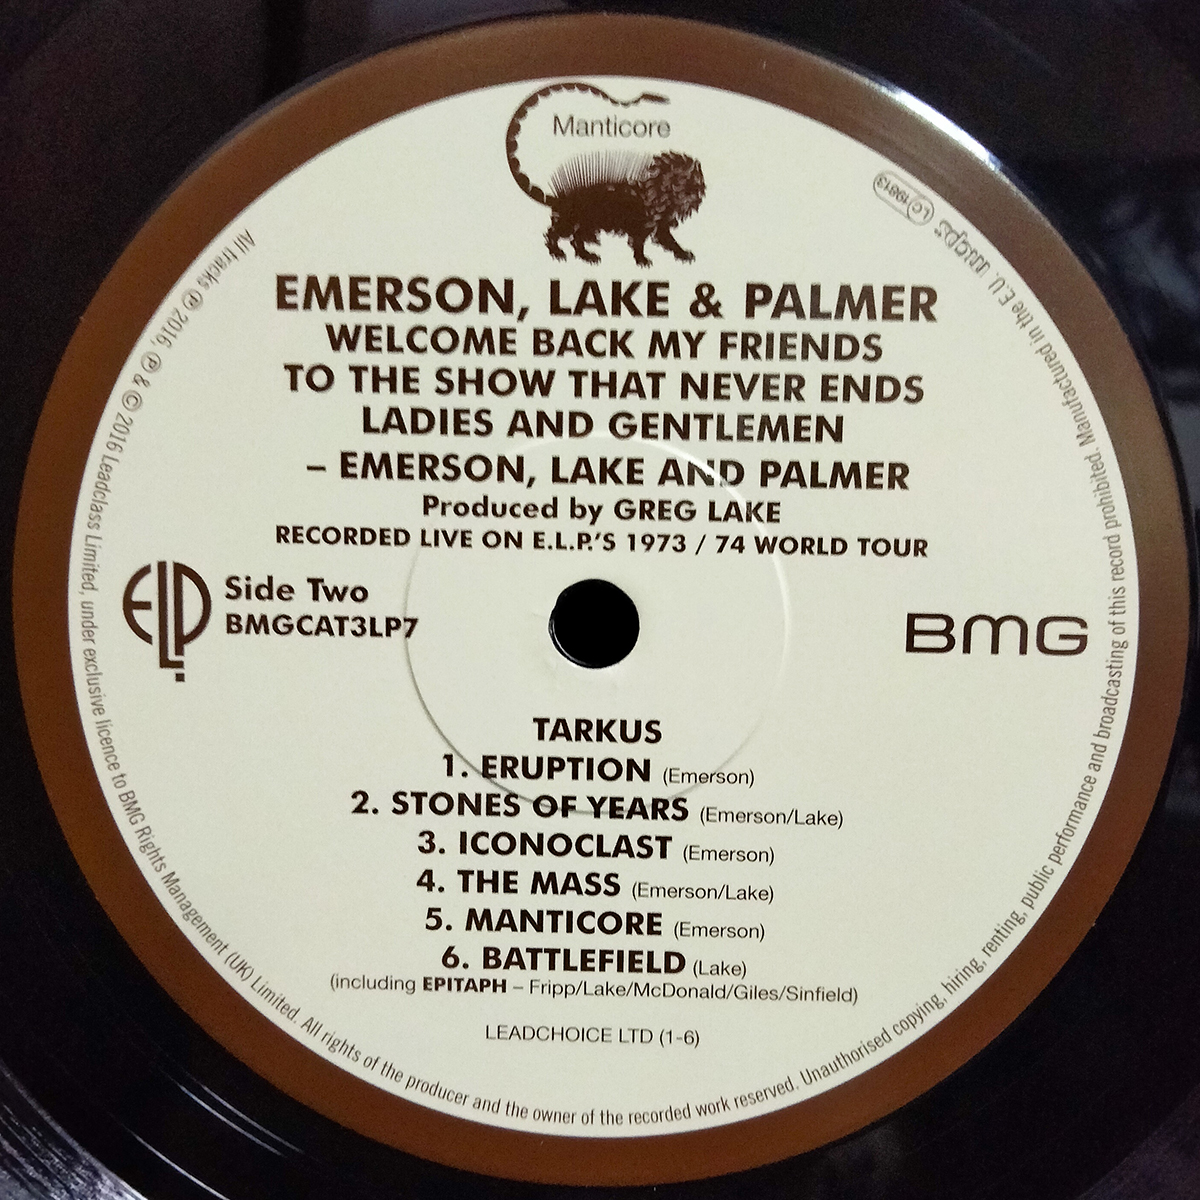 Manticore
EMERSON, LAKE & PALMER
WELCOME BACK MY FRIENDS
TO THE SHOW THAT NEVER ENDS
LADIES AND GENTLEMEN
– EMERSON, LAKE AND PALMER
Produced by GREG LAKE
RECORDED LIVE ON E.L.P.'S 1973 / 74 WORLD TOUR
ELP
Side Two
BMGCAT3LP7
BMG
TARKUS
1. ERUPTION (Emerson)
2. STONES OF YEARS (Emerson/Lake)
3. ICONOCLAST (Emerson)
4. THE MASS (Emerson/Lake)
5. MANTICORE (Emerson)
6. BATTLEFIELD (Lake)
(including EPITAPH – Fripp/Lake/McDonald/Giles/Sinfield)
LEADCHOICE LTD (1-6)
All tracks ℗ 2016, ℗ & © 2016 Leadclass Limited, under exclusive licence to BMG Rights Management (UK) Limited. All rights of the producer and the owner of the recorded work reserved. Unauthorised copying, hiring, renting, public performance and broadcasting of this record prohibited. Manufactured in the E.U. mcps LC 19813